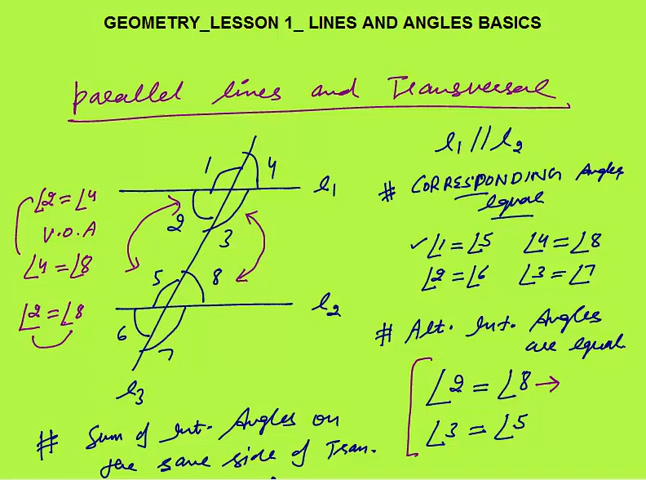 GEOMETRY_LESSON 1_ LINES AND ANGLES BASICS
parallel lines and Transversal
l1 // l2
1 4
l1
# CORRESPONDING Angles
equal
∠2 = ∠4
V.O.A
2
3
✓∠1 = ∠5 ∠4 = ∠8
∠4 = ∠8
∠2 = ∠6 ∠3 = ∠7
5 8
∠2 = ∠8
l2
6
7
# Alt. Int. Angles
are equal
l3
∠2 = ∠8 →
∠3 = ∠5
# Sum of Int. Angles on
the same side of Tran.